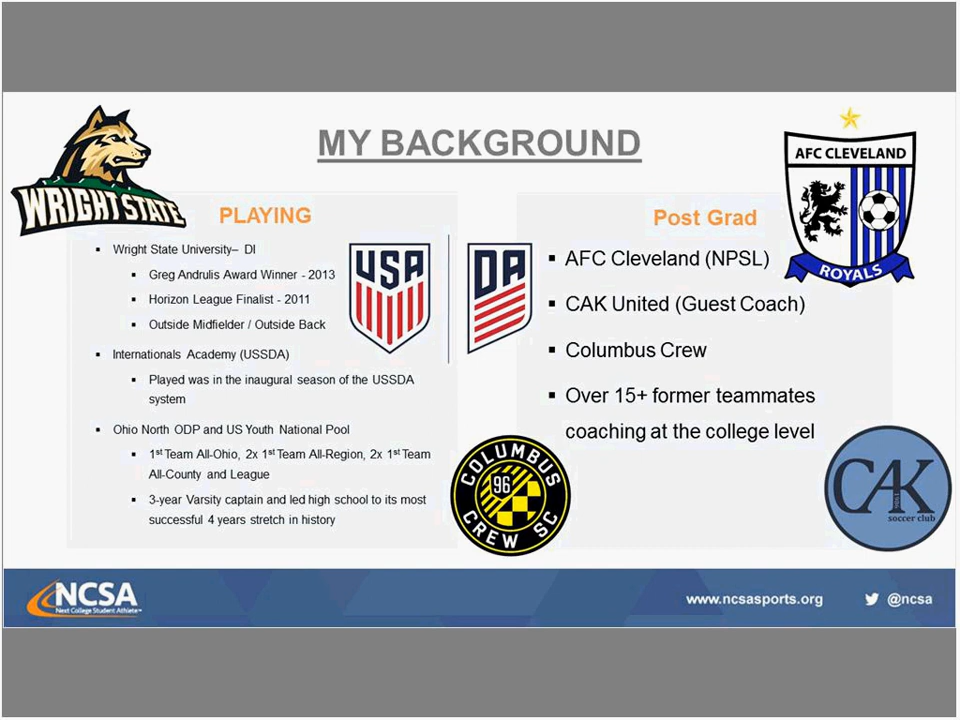 MY BACKGROUND
WRIGHT STATE
PLAYING
▪ Wright State University– DI
▪ Greg Andrulis Award Winner - 2013
▪ Horizon League Finalist - 2011
▪ Outside Midfielder / Outside Back
▪ Internationals Academy (USSDA)
▪ Played was in the inaugural season of the USSDA
system
▪ Ohio North ODP and US Youth National Pool
▪ 1st Team All-Ohio, 2x 1st Team All-Region, 2x 1st Team
All-County and League
▪ 3-year Varsity captain and led high school to its most
successful 4 years stretch in history
USA
DA
AFC CLEVELAND
ROYALS
Post Grad
▪ AFC Cleveland (NPSL)
▪ CAK United (Guest Coach)
▪ Columbus Crew
▪ Over 15+ former teammates
coaching at the college level
COLUMBUS
96
CREW SC
CAK
soccer club
NCSA
Next College Student Athlete
www.ncsasports.org
@ncsa